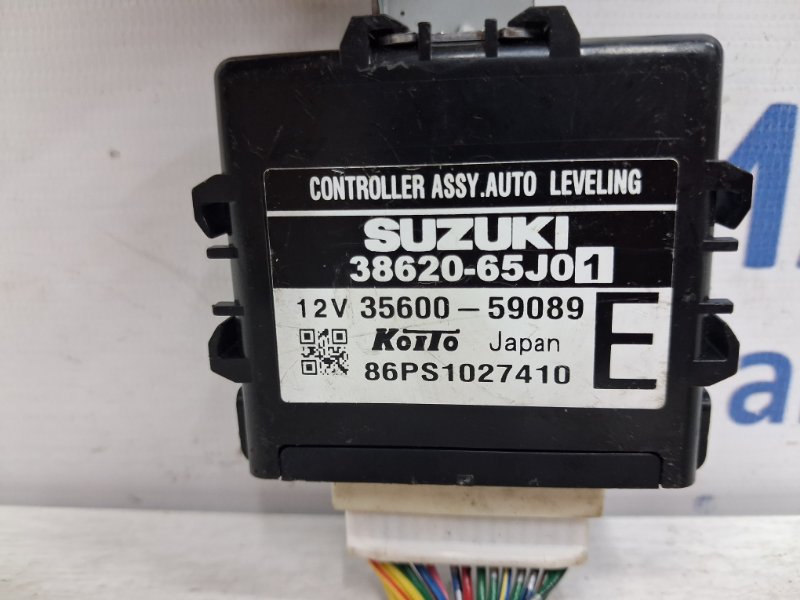 CONTROLLER ASSY.AUTO LEVELING
SUZUKI
38620-65J01
12V 35600-59089
E
KOITO Japan
86PS1027410